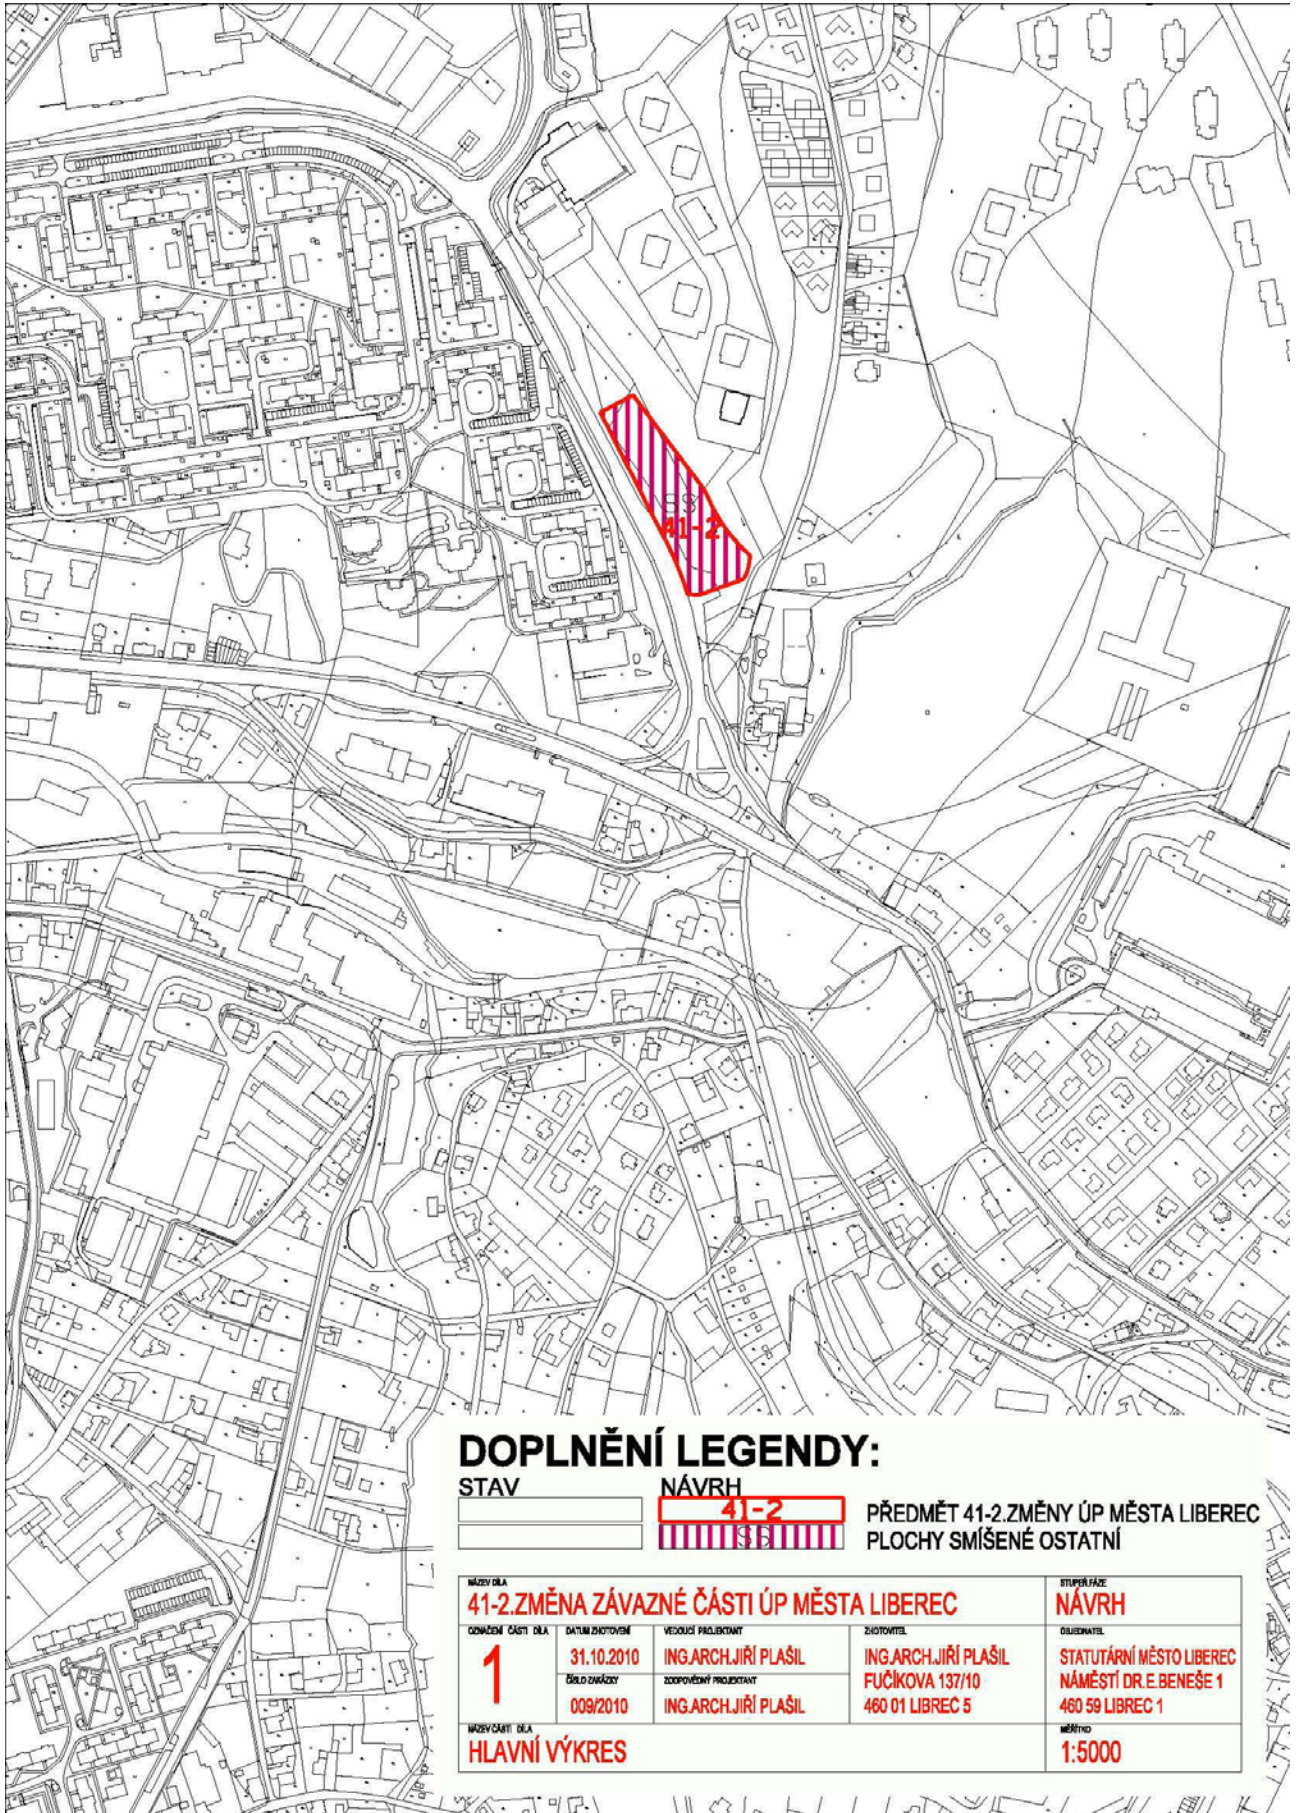 SS
41-2
DOPLNĚNÍ LEGENDY:
STAV
NÁVRH
41-2
PŘEDMĚT 41-2.ZMĚNY ÚP MĚSTA LIBEREC
SS
PLOCHY SMÍŠENÉ OSTATNÍ
NÁZEV DÍLA
41-2.ZMĚNA ZÁVAZNÉ ČÁSTI ÚP MĚSTA LIBEREC
STUPEŇ.FÁZE
NÁVRH
OZNAČENÍ ČÁSTI DÍLA
1
DATUM ZHOTOVENÍ
31.10.2010
ČÍSLO ZAKÁZKY
009/2010
VEDOUCÍ PROJEKTANT
ING.ARCH.JIŘÍ PLAŠIL
ZODPOVĚDNÝ PROJEKTANT
ING.ARCH.JIŘÍ PLAŠIL
ZHOTOVITEL
ING.ARCH.JIŘÍ PLAŠIL
FUČÍKOVA 137/10
460 01 LIBREC 5
OBJEDNATEL
STATUTÁRNÍ MĚSTO LIBEREC
NÁMĚSTÍ DR.E.BENEŠE 1
460 59 LIBREC 1
NÁZEV ČÁSTI DÍLA
HLAVNÍ VÝKRES
MĚŘÍTKO
1:5000